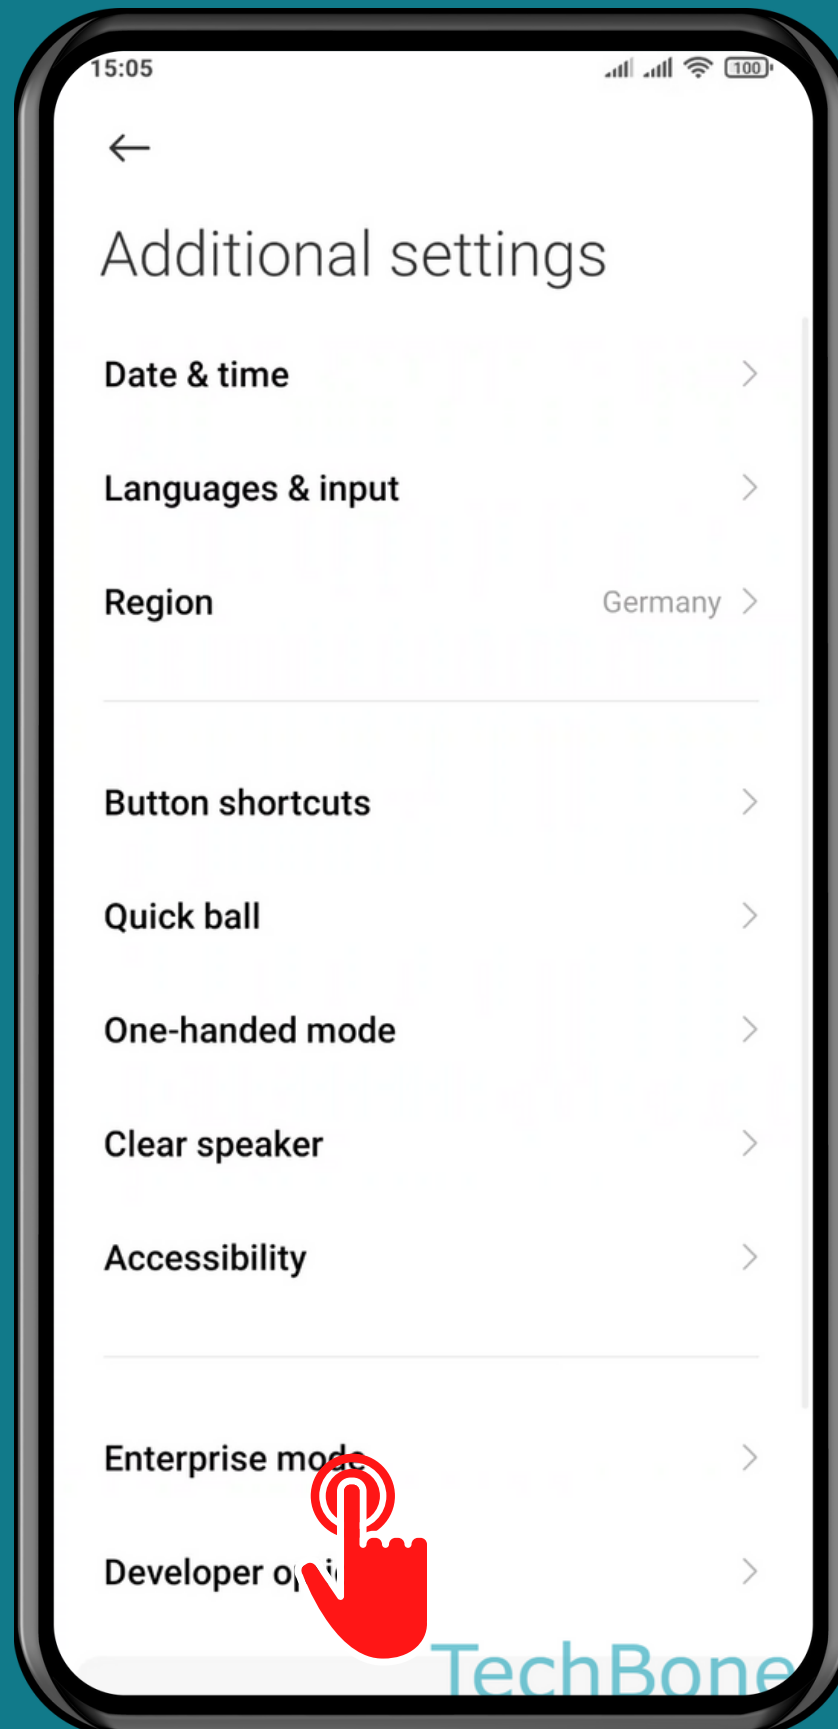 15:05
100
Additional settings
Date & time
Languages & input
Region
Germany
Button shortcuts
Quick ball
One-handed mode
Clear speaker
Accessibility
Enterprise mode
Developer
TechBone